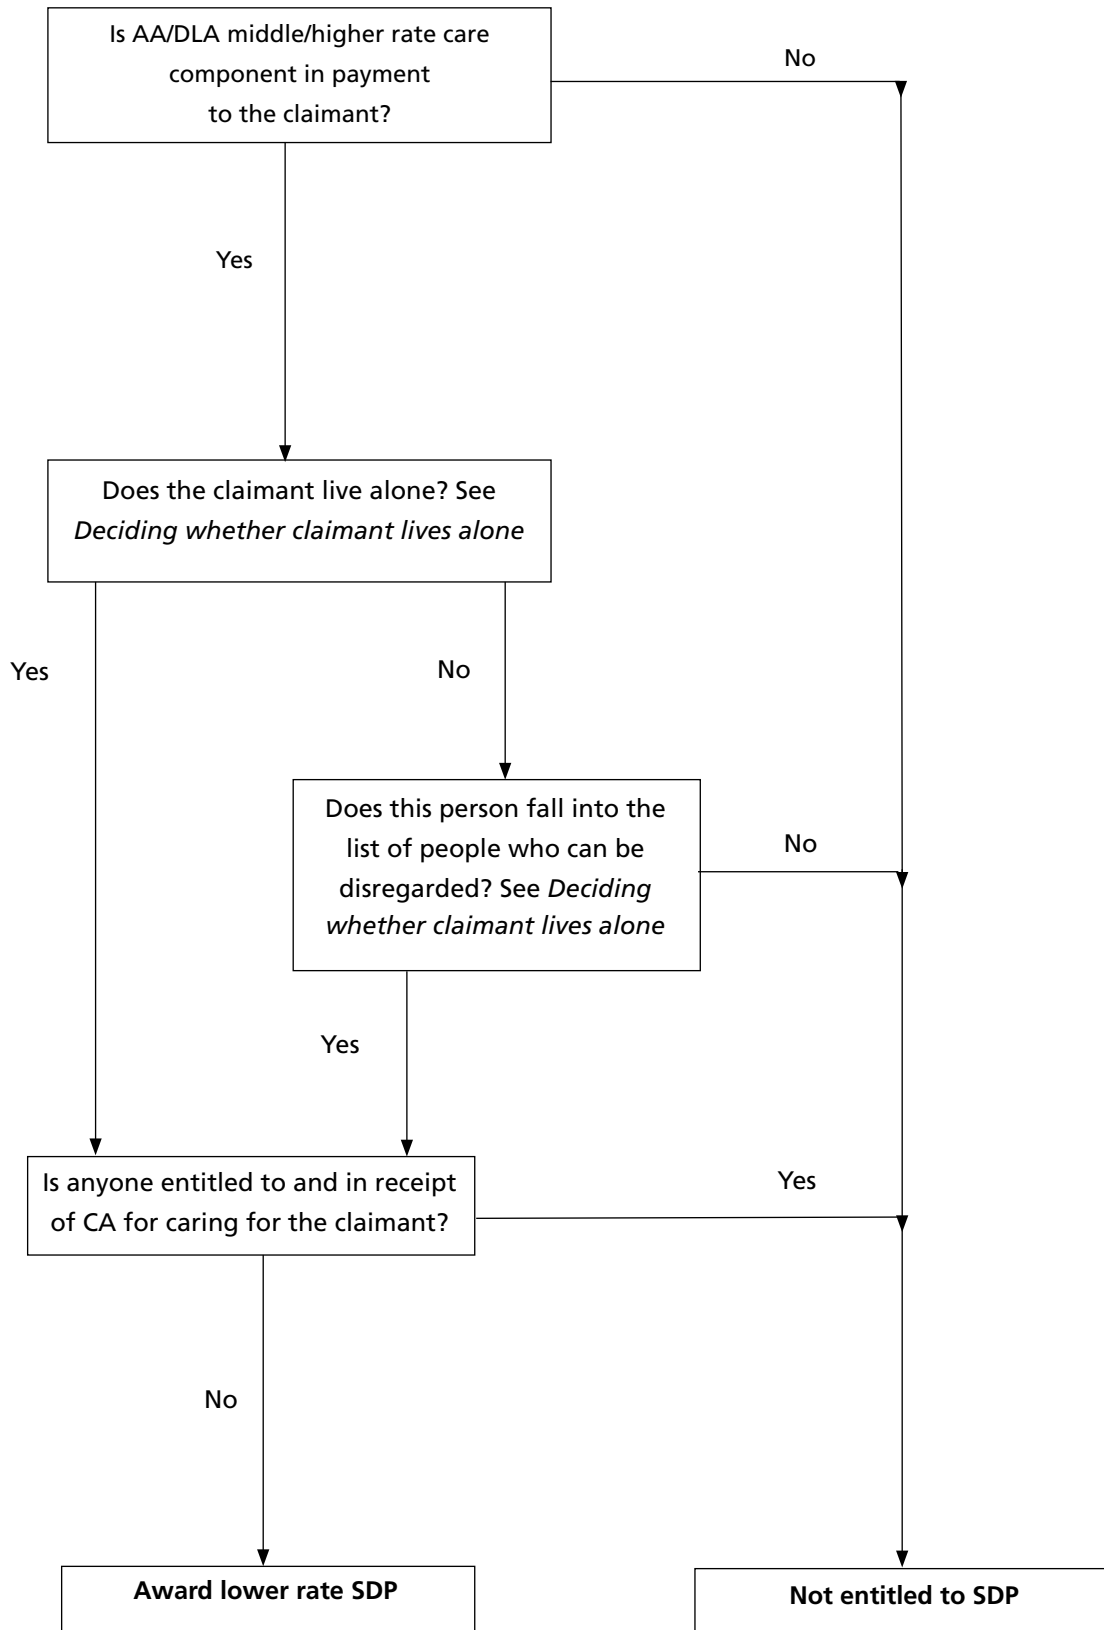 Is AA/DLA middle/higher rate care
component in payment
to the claimant?
No
Yes
Does the claimant live alone? See
Deciding whether claimant lives alone
Yes
No
Does this person fall into the
list of people who can be
disregarded? See Deciding
whether claimant lives alone
No
Yes
Is anyone entitled to and in receipt
of CA for caring for the claimant?
Yes
No
Award lower rate SDP
Not entitled to SDP